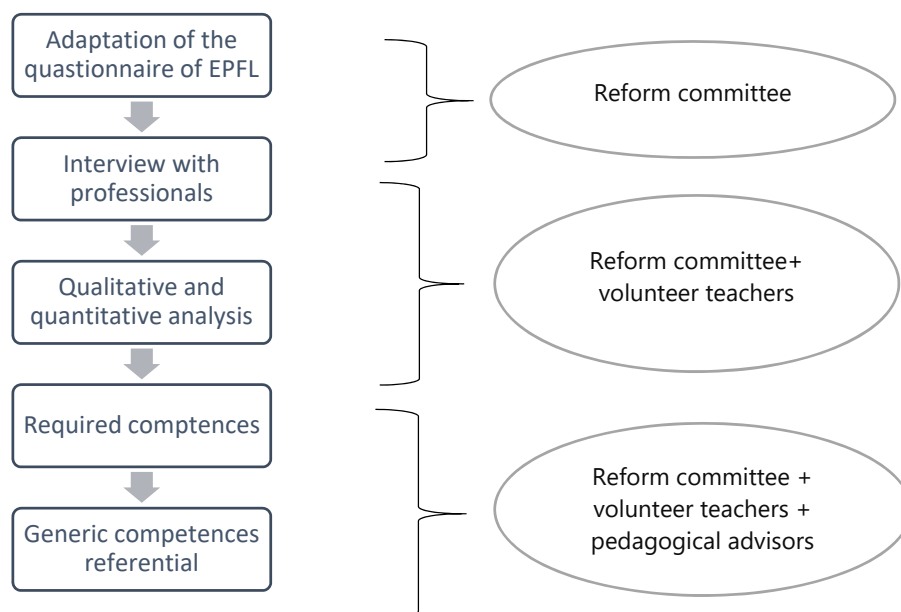 Adaptation of the
quastionnaire of EPFL
Reform committee
Interview with
professionals
Reform committee+
volunteer teachers
Qualitative and
quantitative analysis
Required comptences
Reform committee +
volunteer teachers +
pedagogical advisors
Generic competences
referential